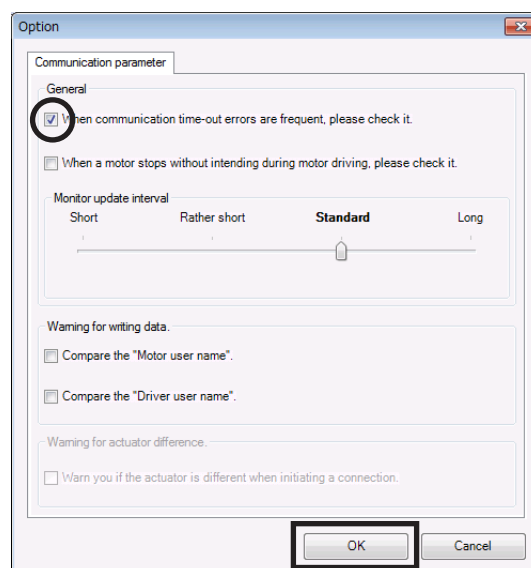 Option
Communication parameter
General
When communication time-out errors are frequent, please check it.
When a motor stops without intending during motor driving, please check it.
Monitor update interval
Short Rather short Standard Long
Warning for writing data.
Compare the "Motor user name".
Compare the "Driver user name".
Warning for actuator difference.
Warn you if the actuator is different when initiating a connection.
OK Cancel